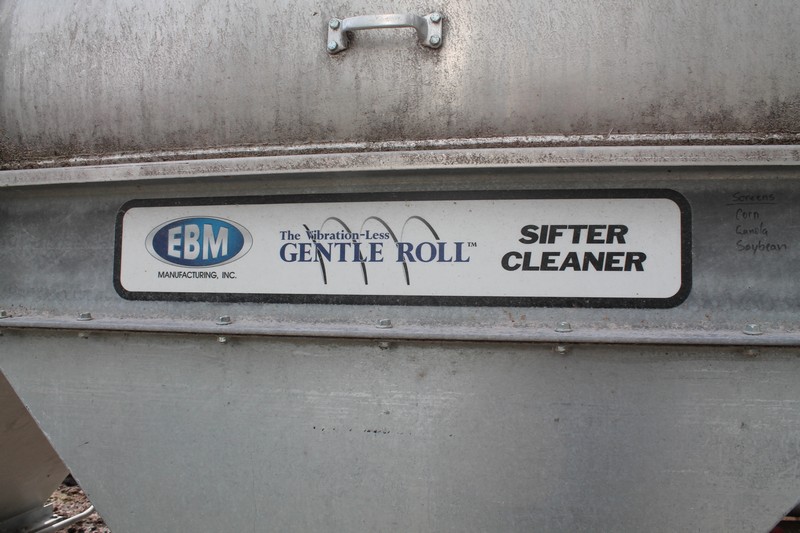 EBM
MANUFACTURING, INC.
The Vibration-Less
GENTLE ROLL™
SIFTER
CLEANER
Screens
Corn
Canola
Soybean